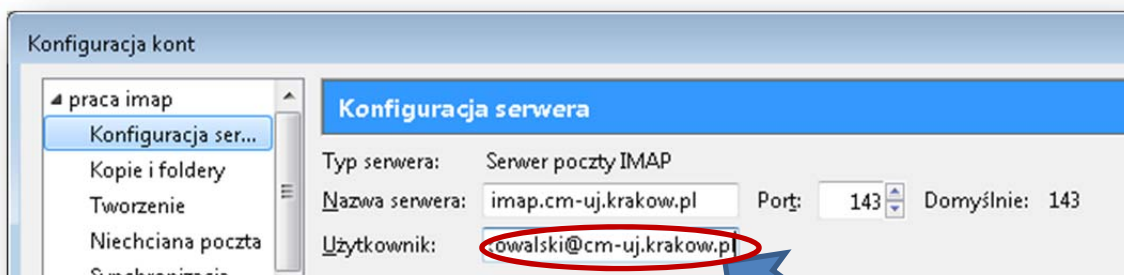 Konfiguracja kont
praca imap
Konfiguracja ser...
Kopie i foldery
Tworzenie
Niechciana poczta
Konfiguracja serwera
Typ serwera: Serwer poczty IMAP
Nazwa serwera: imap.cm-uj.krakow.pl Port: 143 Domyślnie: 143
Użytkownik: owalski@cm-uj.krakow.pl